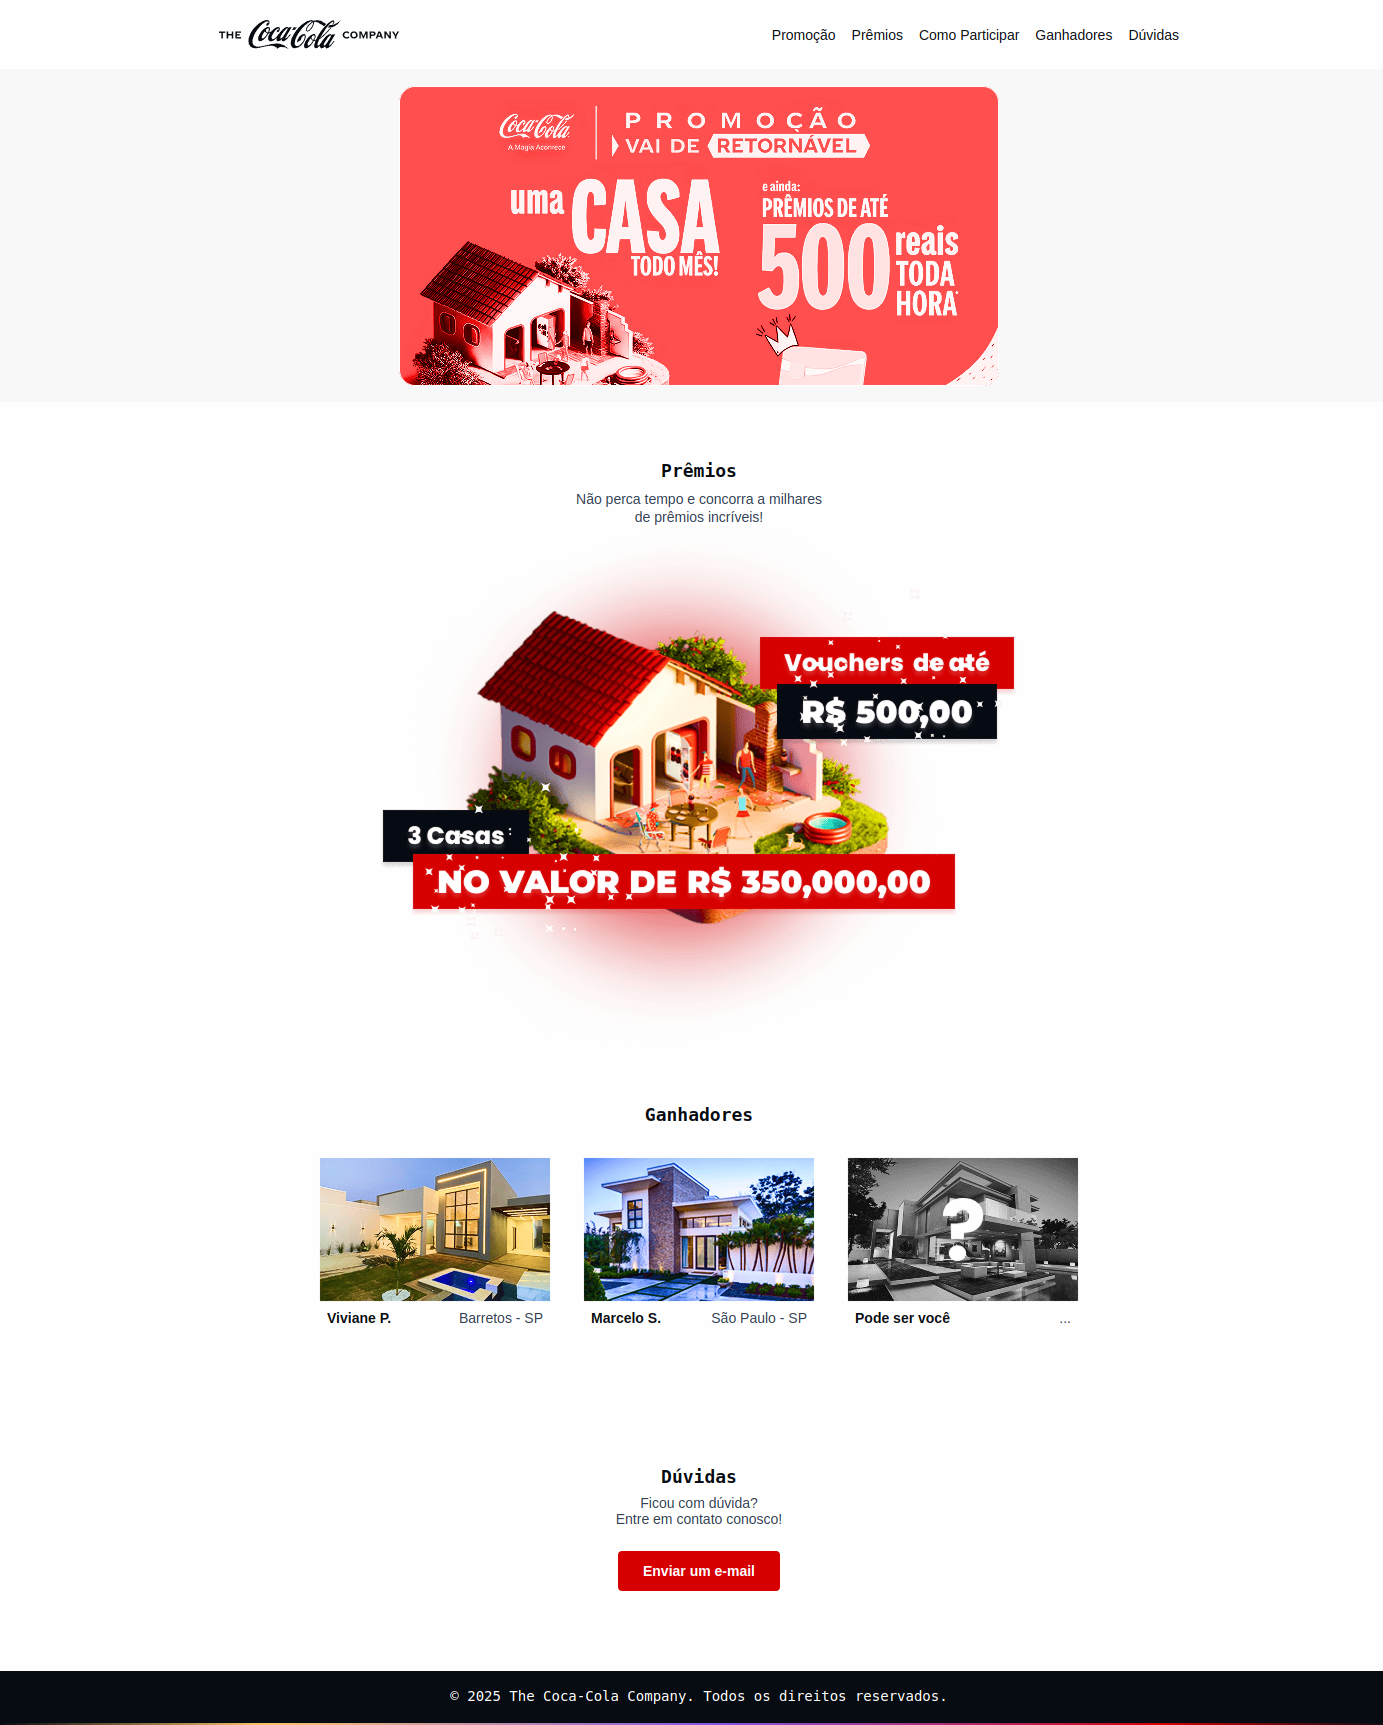 THE Coca-Cola COMPANY
Promoção Prêmios Como Participar Ganhadores Dúvidas
Coca-Cola
A Magia Acontece
PROMOÇÃO
VAI DE RETORNÁVEL
uma CASA
TODO MÊS!
e ainda:
PRÊMIOS DE ATÉ
500 reais
TODA
HORA*
Prêmios
Não perca tempo e concorra a milhares
de prêmios incríveis!
Vouchers de até
R$ 500,00
3 Casas
NO VALOR DE R$ 350,000,00
Ganhadores
?
Viviane P. Barretos - SP
Marcelo S. São Paulo - SP
Pode ser você ...
Dúvidas
Ficou com dúvida?
Entre em contato conosco!
Enviar um e-mail
© 2025 The Coca-Cola Company. Todos os direitos reservados.